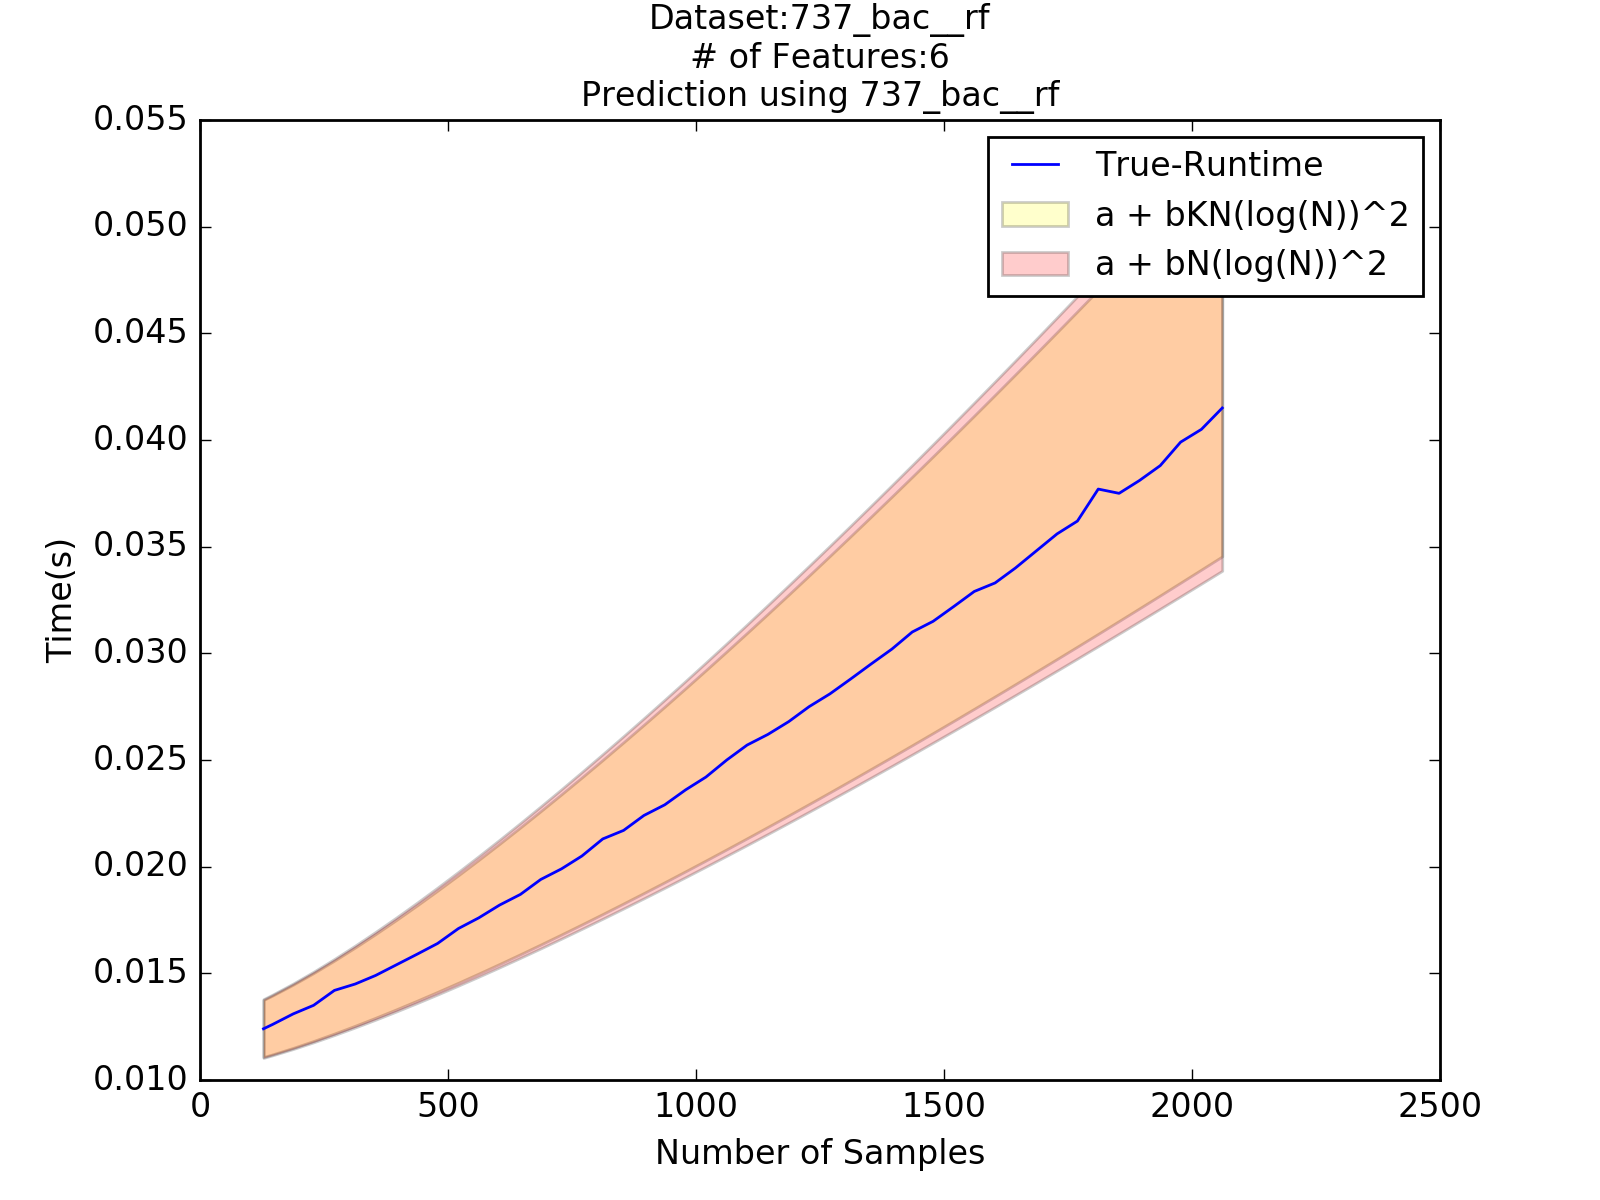 Dataset:737_bac__rf
# of Features:6
Prediction using 737_bac__rf
0.055
0.050
0.045
0.040
0.035
0.030
0.025
0.020
0.015
0.010
Time(s)
True-Runtime
a + bKN(log(N))^2
a + bN(log(N))^2
0 500 1000 1500 2000 2500
Number of Samples